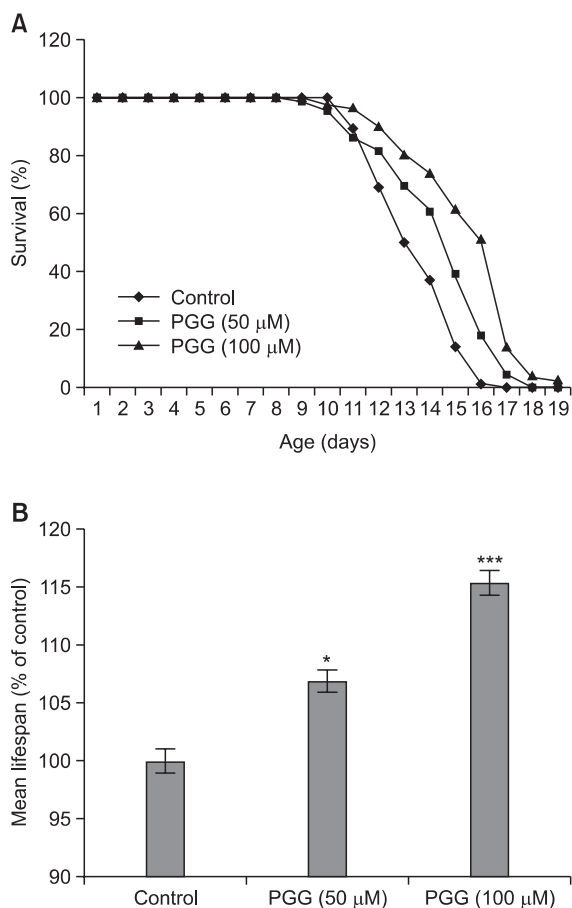 A
120
100
80
60
40
20
0
Survival (%)
Control
PGG (50 μM)
PGG (100 μM)
1 2 3 4 5 6 7 8 9 10 11 12 13 14 15 16 17 18 19
Age (days)
B
120
115
110
105
100
95
90
Mean lifespan (% of control)
*
***
Control PGG (50 μM) PGG (100 μM)